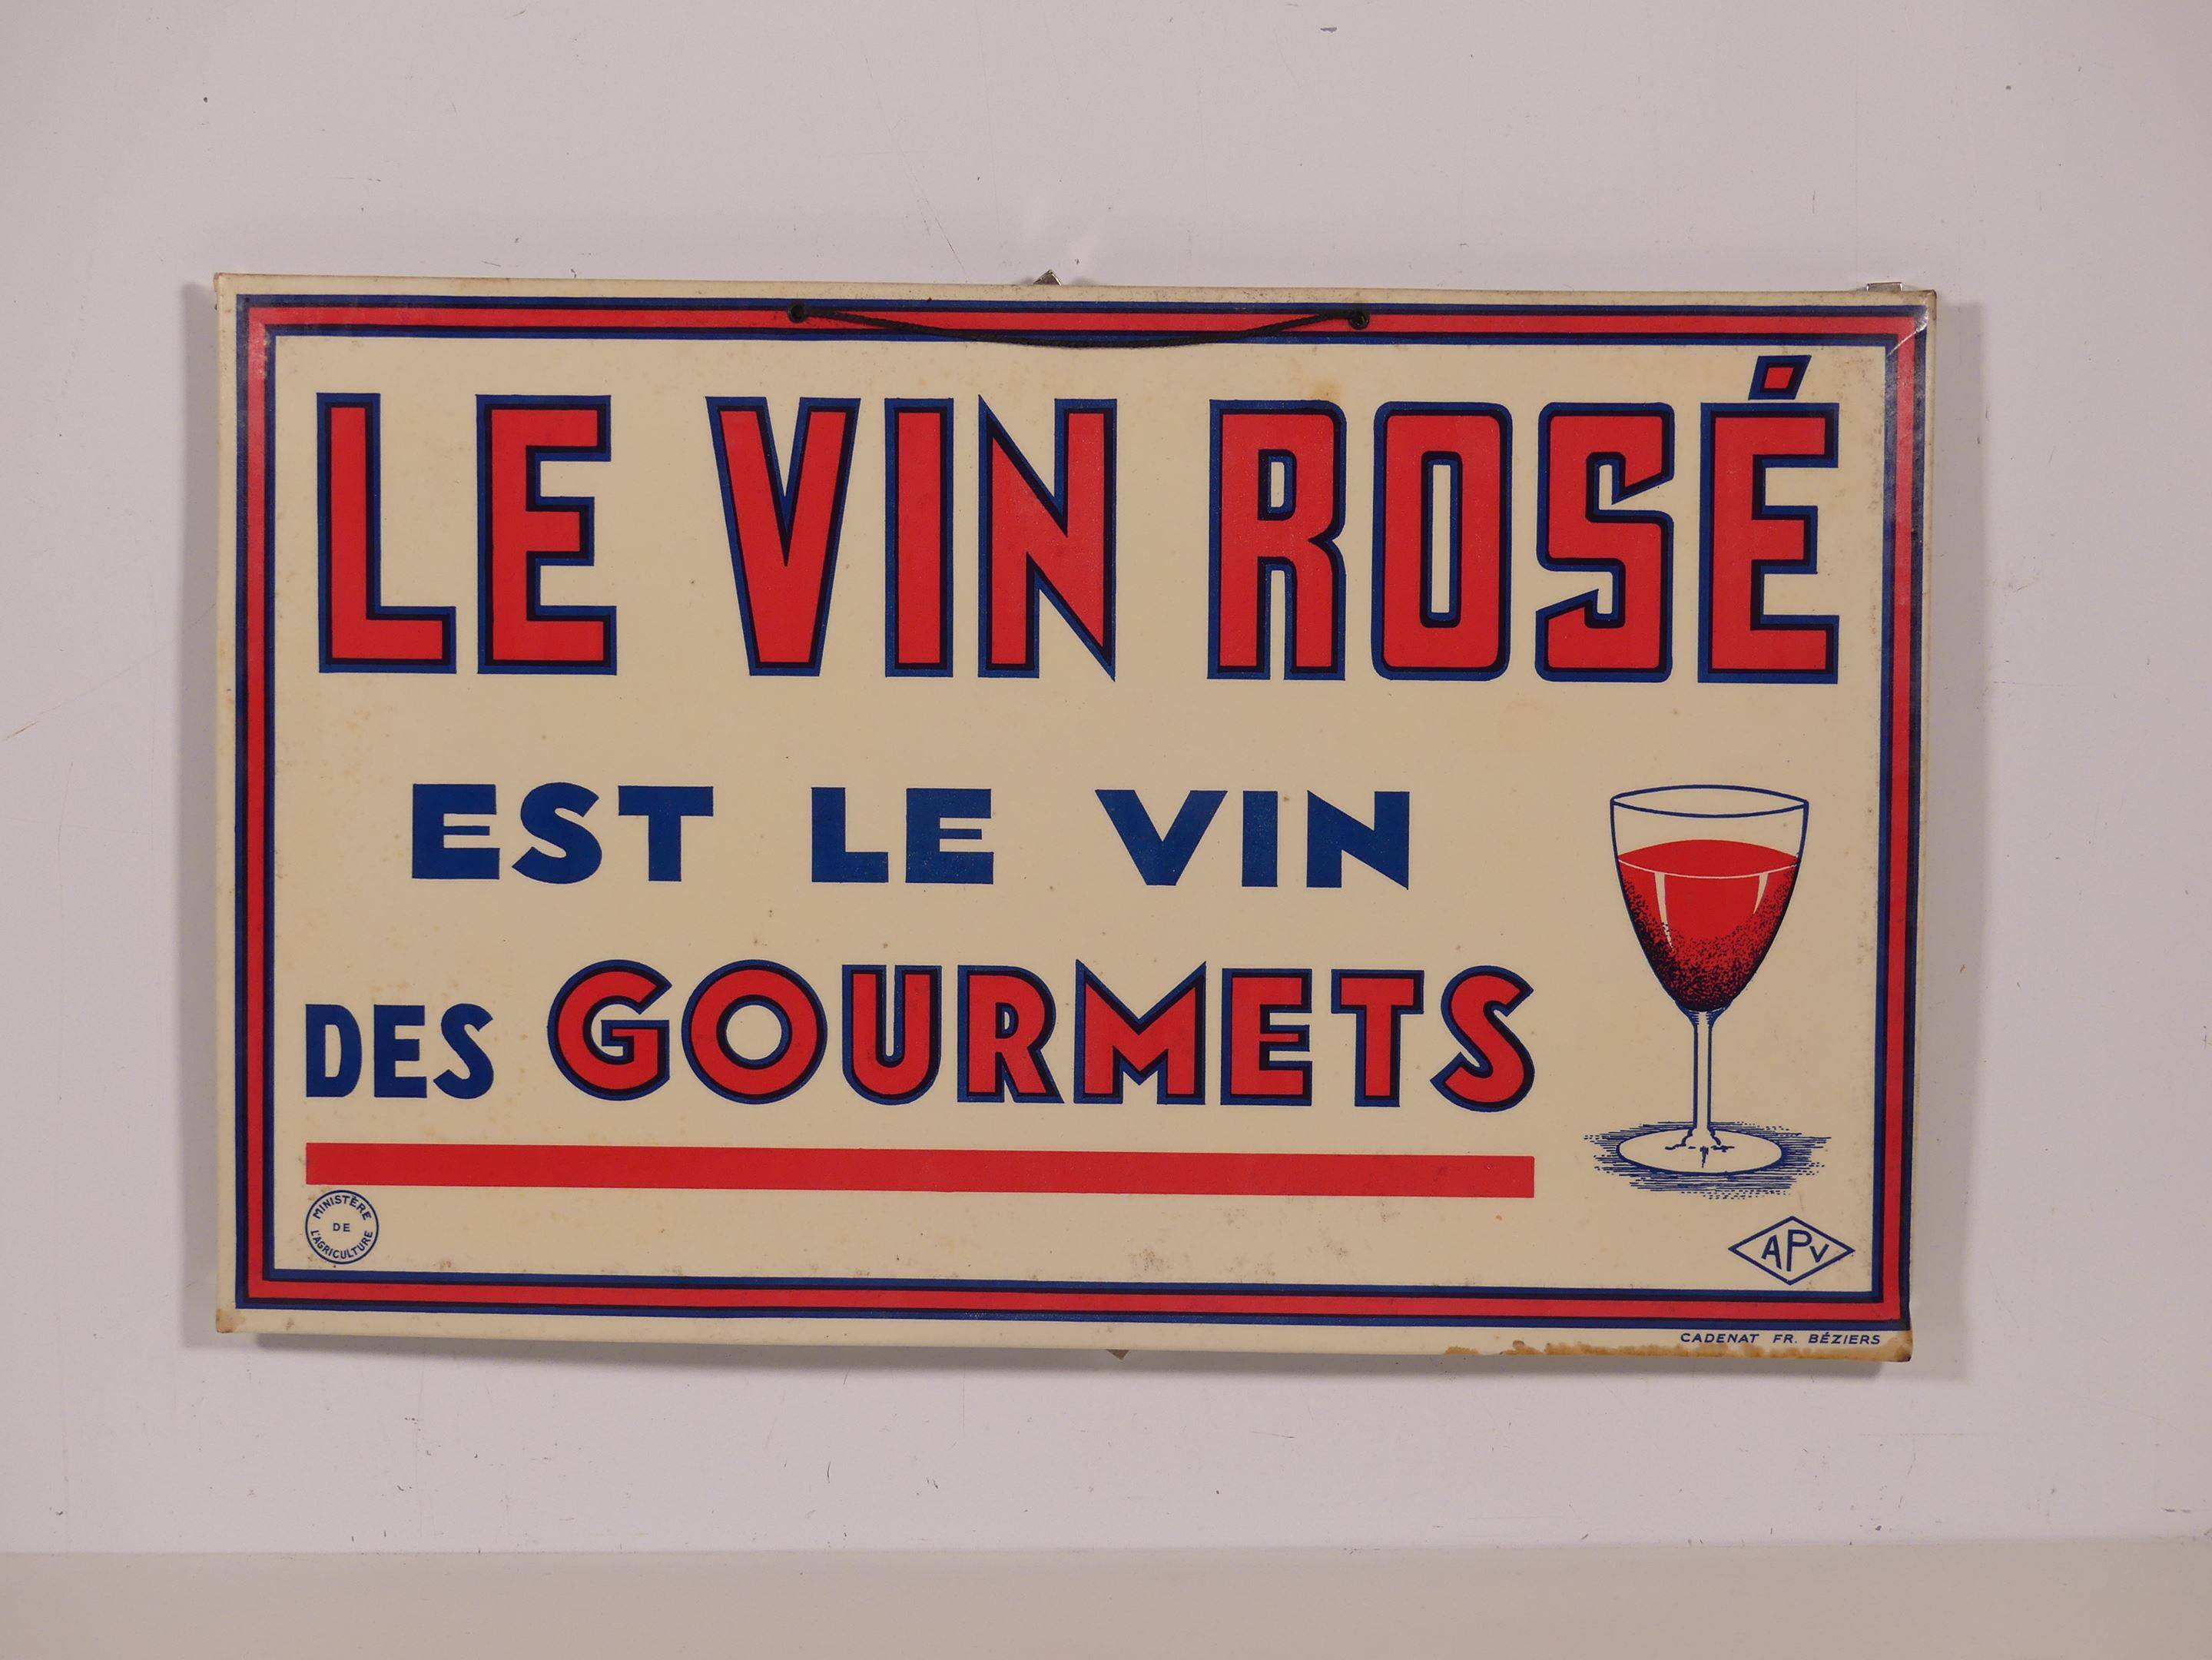 LE VIN ROSÉ
EST LE VIN
DES GOURMETS
MINISTÈRE
DE
L'AGRICULTURE
APV
CADENAT FR. BÉZIERS